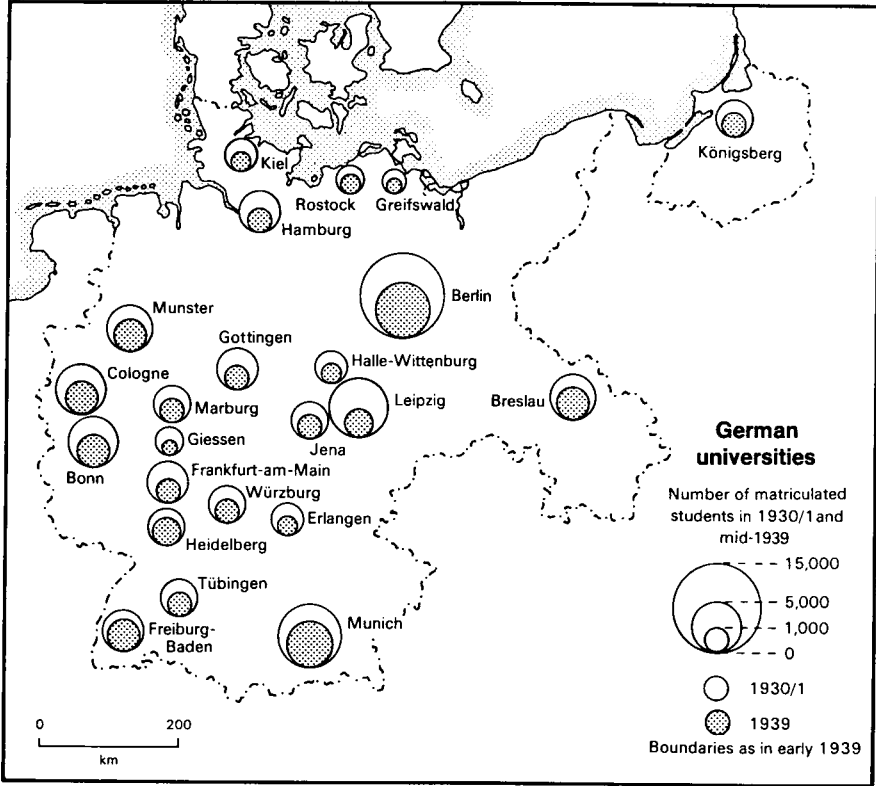 Königsberg
Kiel
Rostock
Greifswald
Hamburg
Berlin
Munster
Gottingen
Halle-Wittenburg
Cologne
Leipzig
Breslau
Marburg
Jena
Giessen
Bonn
Frankfurt-am-Main
Würzburg
Erlangen
Heidelberg
Tübingen
Freiburg-
Baden
Munich
German
universities
Number of matriculated
students in 1930/1 and
mid-1939
15,000
5,000
1,000
0
1930/1
1939
Boundaries as in early 1939
0 200
km